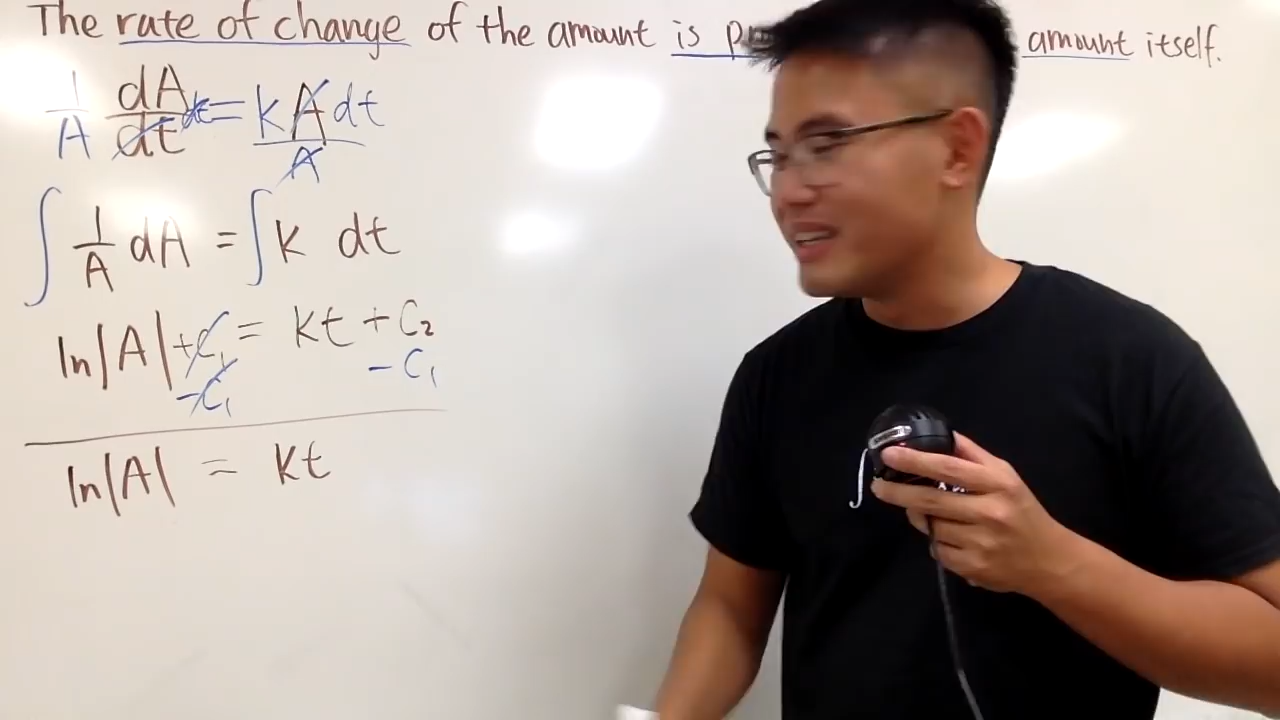 The rate of change of the amount is amount itself.
1/A dA/dt dt = kA dt / A
∫ 1/A dA = ∫ k dt
ln|A| + C₁ = kt + C₂
- C₁ - C₁
ln|A| = kt